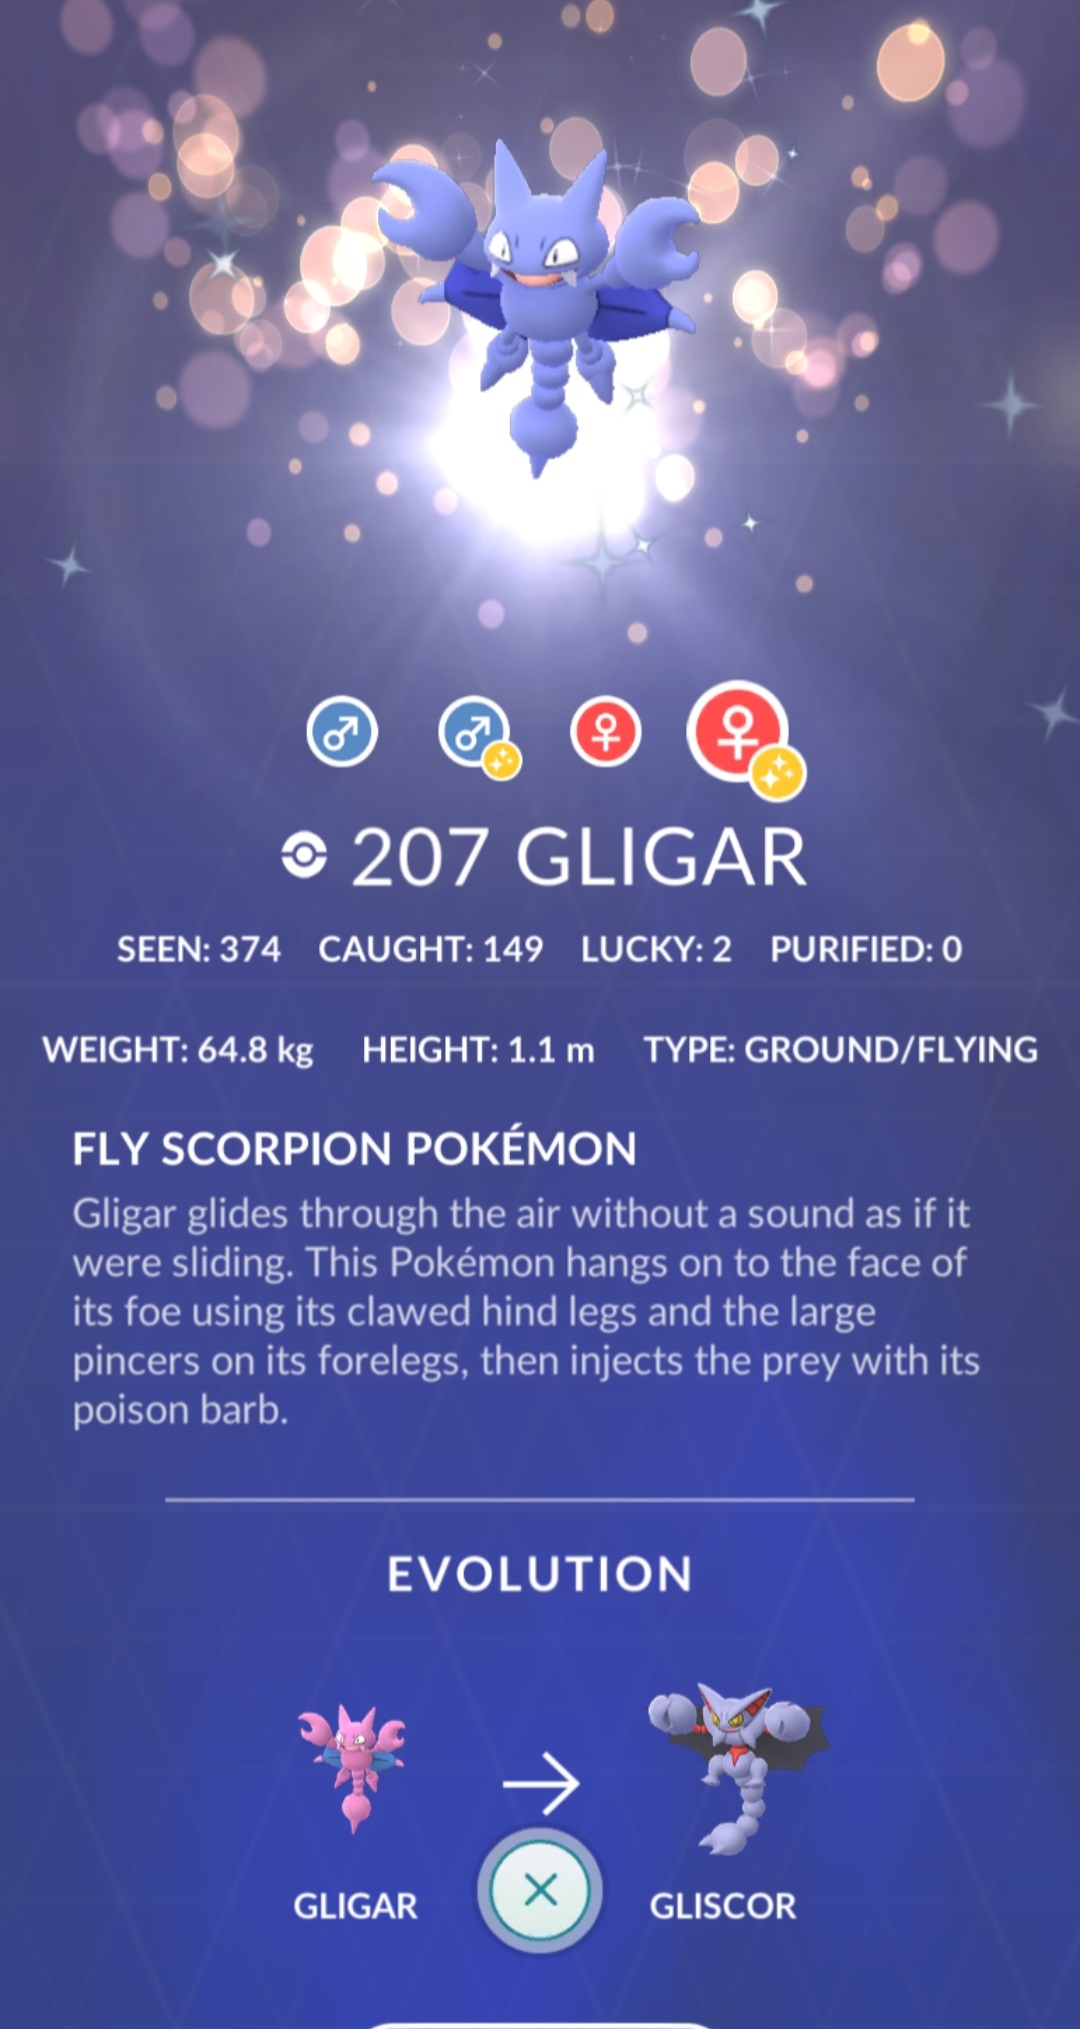 207 GLIGAR
SEEN: 374 CAUGHT: 149 LUCKY: 2 PURIFIED: 0
WEIGHT: 64.8 kg HEIGHT: 1.1 m TYPE: GROUND/FLYING
FLY SCORPION POKÉMON
Gligar glides through the air without a sound as if it
were sliding. This Pokémon hangs on to the face of
its foe using its clawed hind legs and the large
pincers on its forelegs, then injects the prey with its
poison barb.
EVOLUTION
GLIGAR GLISCOR